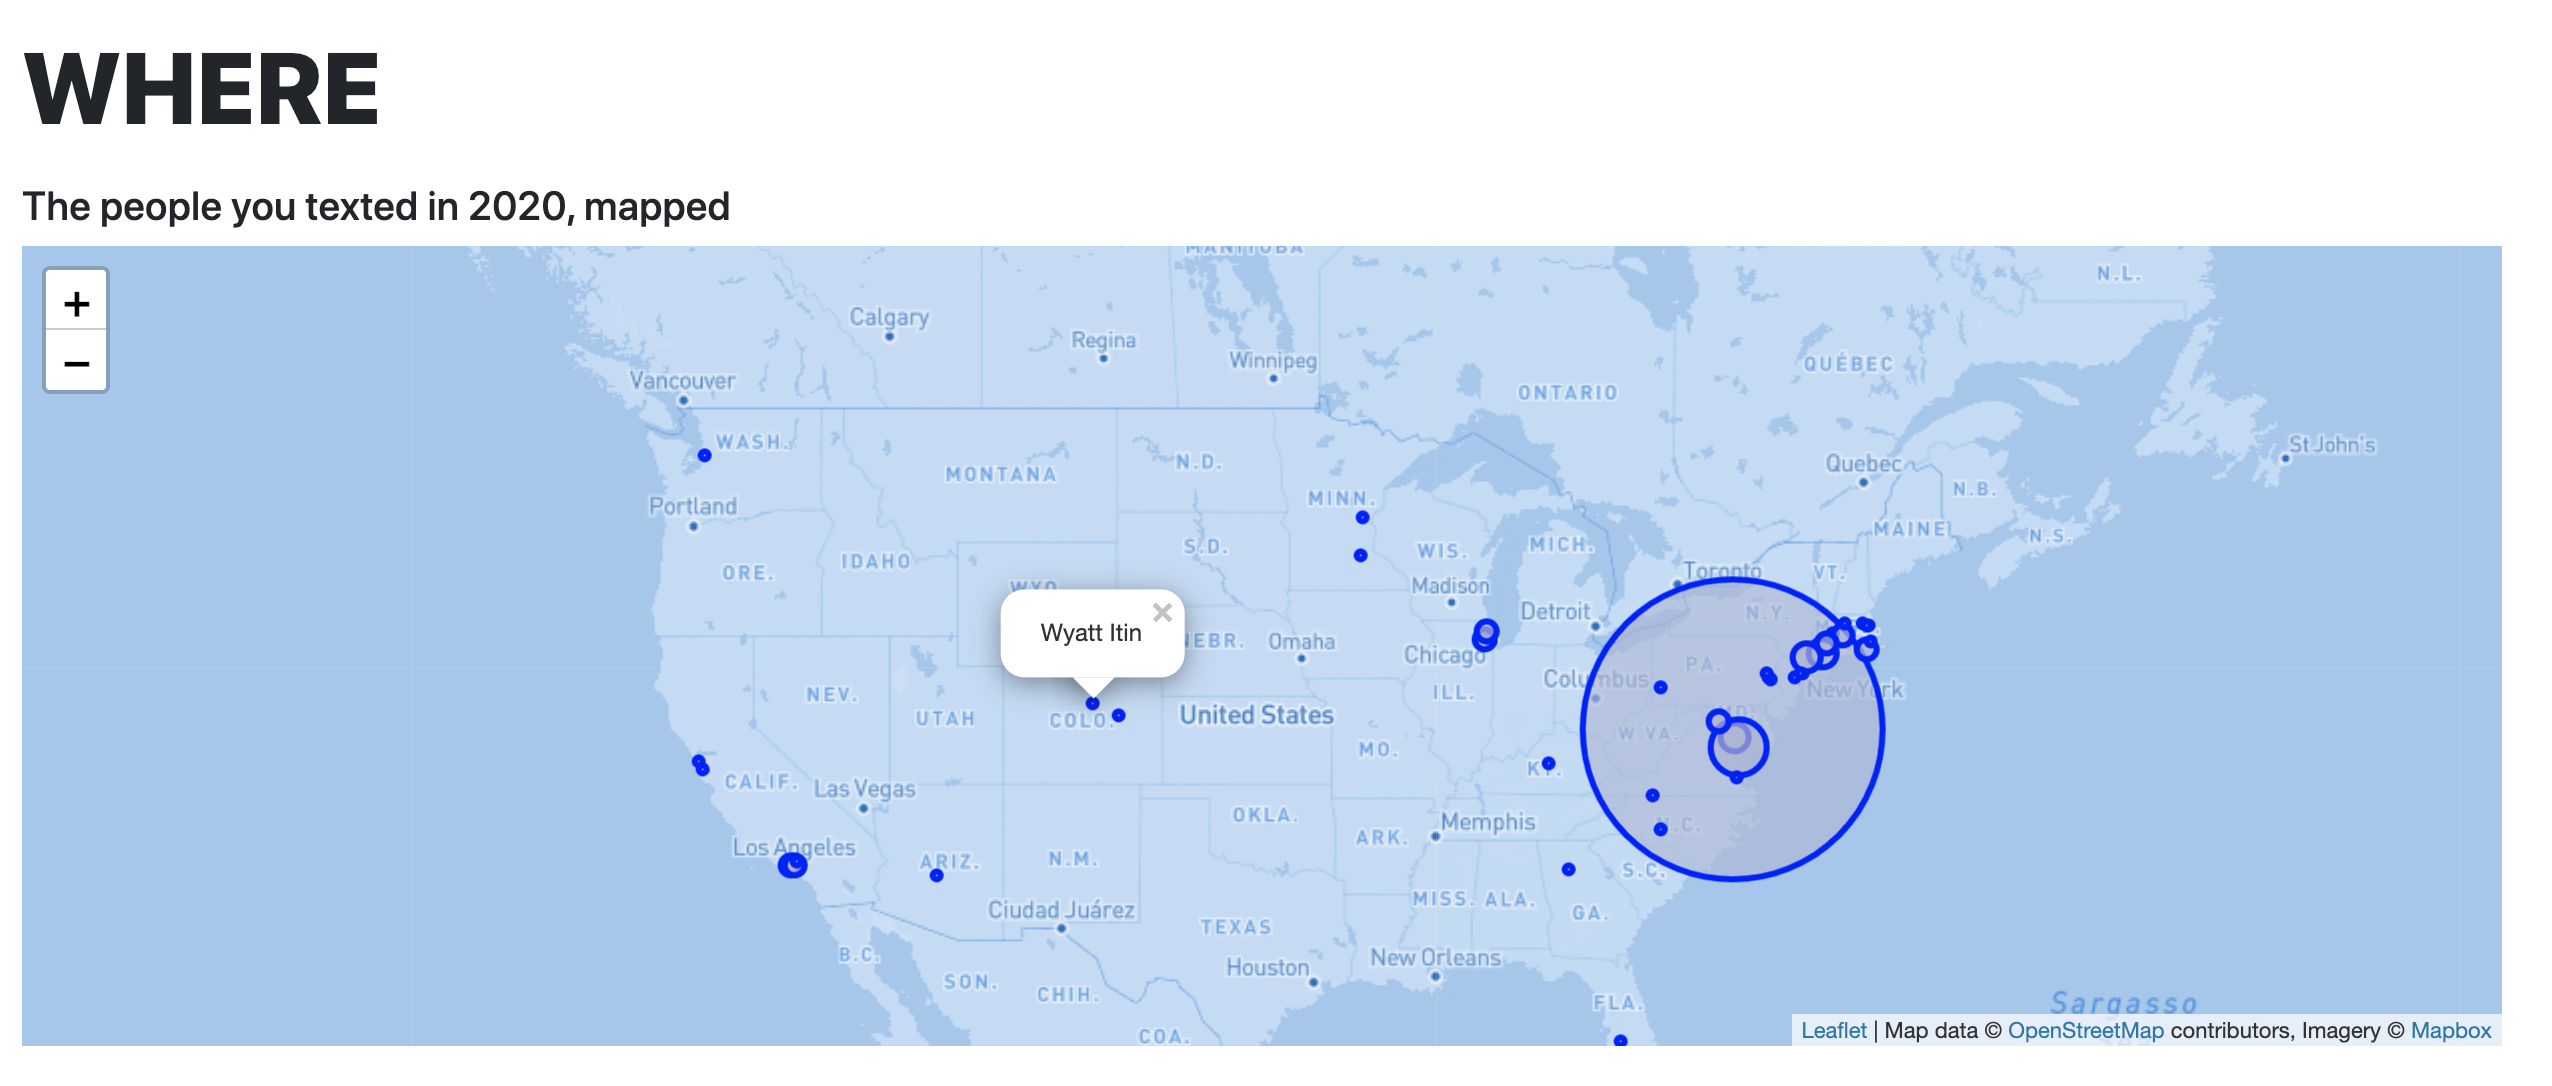 WHERE
The people you texted in 2020, mapped
+
−
MANITOBA
N.L.
Calgary
Regina
Winnipeg
Vancouver
ONTARIO
QUÉBEC
WASH.
MONTANA
N.D.
MINN.
Quebec
St John's
N.B.
Portland
MAINE
N.S.
ORE.
IDAHO
S.D.
WIS.
MICH.
Toronto
VT.
WYO.
Madison
Detroit
N.Y.
Wyatt Itin ×
NEBR.
Omaha
Chicago
PA.
Columbus
New York
NEV.
UTAH
COLO.
United States
ILL.
MD.
W.VA.
MO.
KY.
CALIF.
Las Vegas
OKLA.
ARK.
Memphis
N.C.
Los Angeles
ARIZ.
N.M.
S.C.
MISS.
ALA.
GA.
Ciudad Juárez
TEXAS
B.C.
New Orleans
Houston
SON.
CHIH.
FLA.
COA.
Sargasso
Leaflet | Map data © OpenStreetMap contributors, Imagery © Mapbox